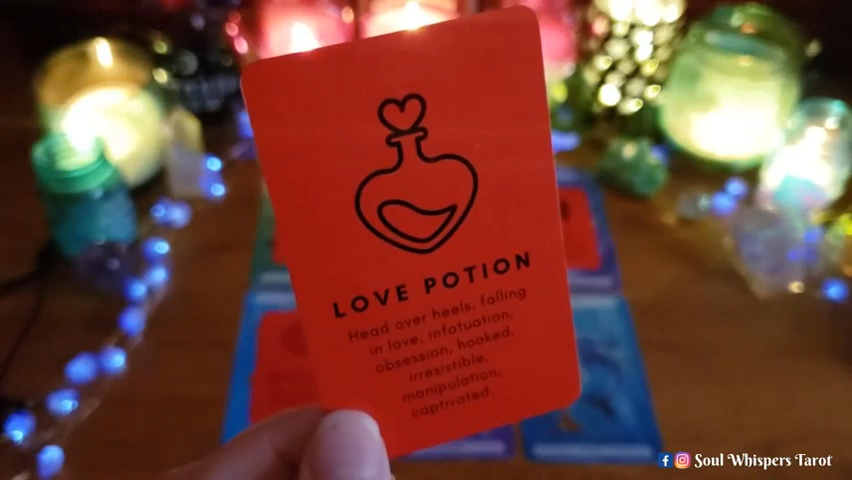 LOVE POTION
Head over heels, falling
in love, infatuation,
obsession, hooked,
irresistible,
manipulation,
captivated.
Soul Whispers Tarot